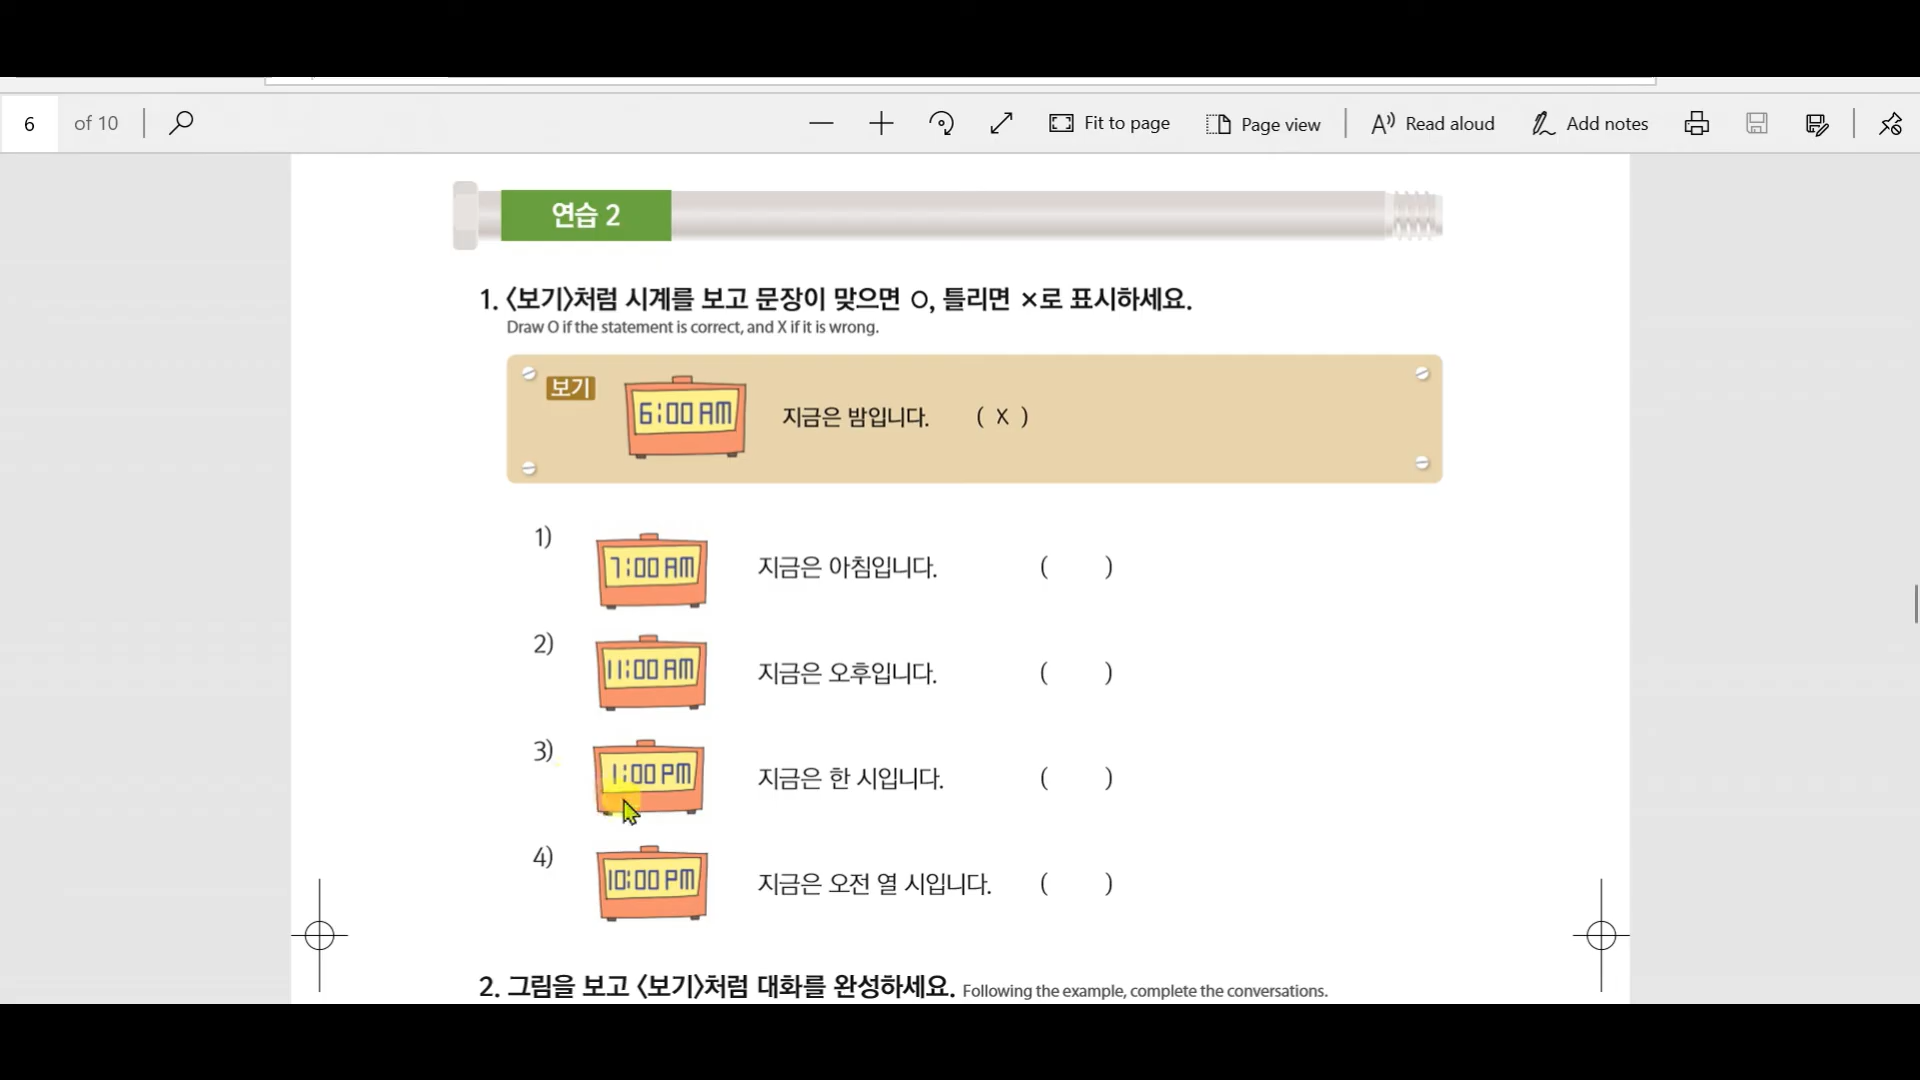 6 of 10 Fit to page Page view Read aloud Add notes
연습 2
1. 〈보기〉처럼 시계를 보고 문장이 맞으면 O, 틀리면 ×로 표시하세요.
Draw O if the statement is correct, and X if it is wrong.
보기 6:00 AM 지금은 밤입니다. ( X )
1) 7:00 AM 지금은 아침입니다. ( )
2) 11:00 AM 지금은 오후입니다. ( )
3) 1:00 PM 지금은 한 시입니다. ( )
4) 10:00 PM 지금은 오전 열 시입니다. ( )
2. 그림을 보고 〈보기〉처럼 대화를 완성하세요. Following the example, complete the conversations.